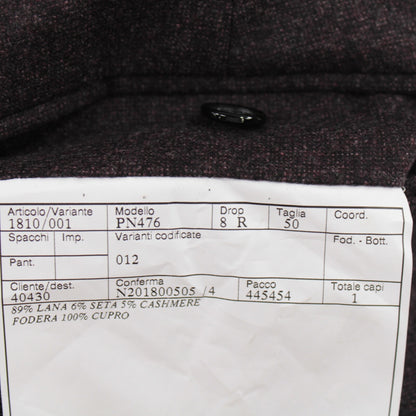 Articolo/Variante Modello Drop Taglia Coord.
1810/001 PN476 8 R 50
Spacchi Imp. Varianti codificate Fod. - Bott.
Pant. 012
Cliente/dest. Conferma Pacco Totale capi
40430 N201800505 /4 445454 1
89% LANA 6% SETA 5% CASHMERE
FODERA 100% CUPRO